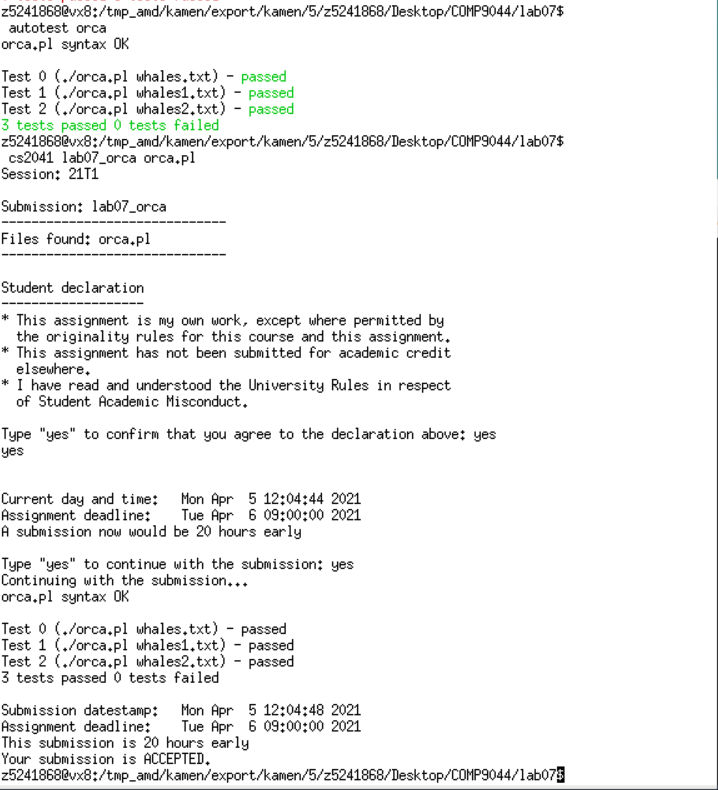 z5241868@vx8:/tmp_amd/kamen/export/kamen/5/z5241868/Desktop/COMP9044/lab07$
autotest orca
orca.pl syntax OK
Test 0 (./orca.pl whales.txt) - passed
Test 1 (./orca.pl whales1.txt) - passed
Test 2 (./orca.pl whales2.txt) - passed
3 tests passed 0 tests failed
z5241868@vx8:/tmp_amd/kamen/export/kamen/5/z5241868/Desktop/COMP9044/lab07$
cs2041 lab07_orca orca.pl
Session: 21T1
Submission: lab07_orca
------------------------------
Files found: orca.pl
------------------------------
Student declaration
-------------------
* This assignment is my own work, except where permitted by
the originality rules for this course and this assignment.
* This assignment has not been submitted for academic credit
elsewhere.
* I have read and understood the University Rules in respect
of Student Academic Misconduct.
Type "yes" to confirm that you agree to the declaration above: yes
yes
Current day and time:   Mon Apr  5 12:04:44 2021
Assignment deadline:    Tue Apr  6 09:00:00 2021
A submission now would be 20 hours early
Type "yes" to continue with the submission: yes
Continuing with the submission...
orca.pl syntax OK
Test 0 (./orca.pl whales.txt) - passed
Test 1 (./orca.pl whales1.txt) - passed
Test 2 (./orca.pl whales2.txt) - passed
3 tests passed 0 tests failed
Submission datestamp:   Mon Apr  5 12:04:48 2021
Assignment deadline:    Tue Apr  6 09:00:00 2021
This submission is 20 hours early
Your submission is ACCEPTED.
z5241868@vx8:/tmp_amd/kamen/export/kamen/5/z5241868/Desktop/COMP9044/lab07$